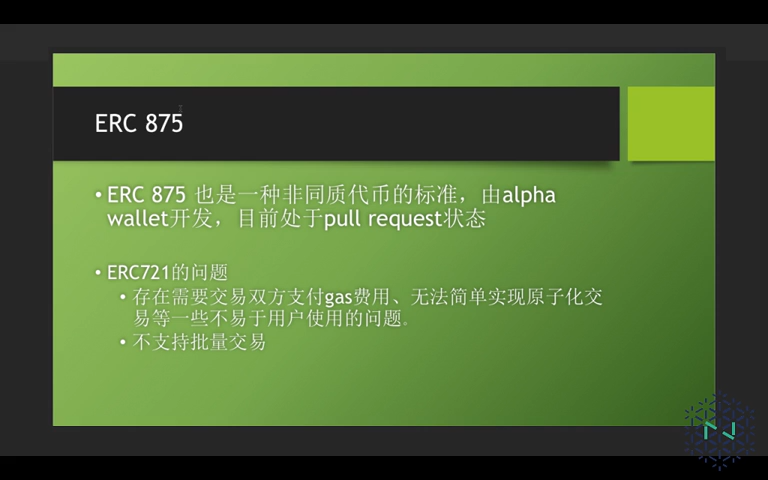 ERC 875
• ERC 875 也是一种非同质代币的标准，由alpha
wallet开发，目前处于pull request状态
• ERC721的问题
• 存在需要交易双方支付gas费用、无法简单实现原子化交
易等一些不易于用户使用的问题。
• 不支持批量交易